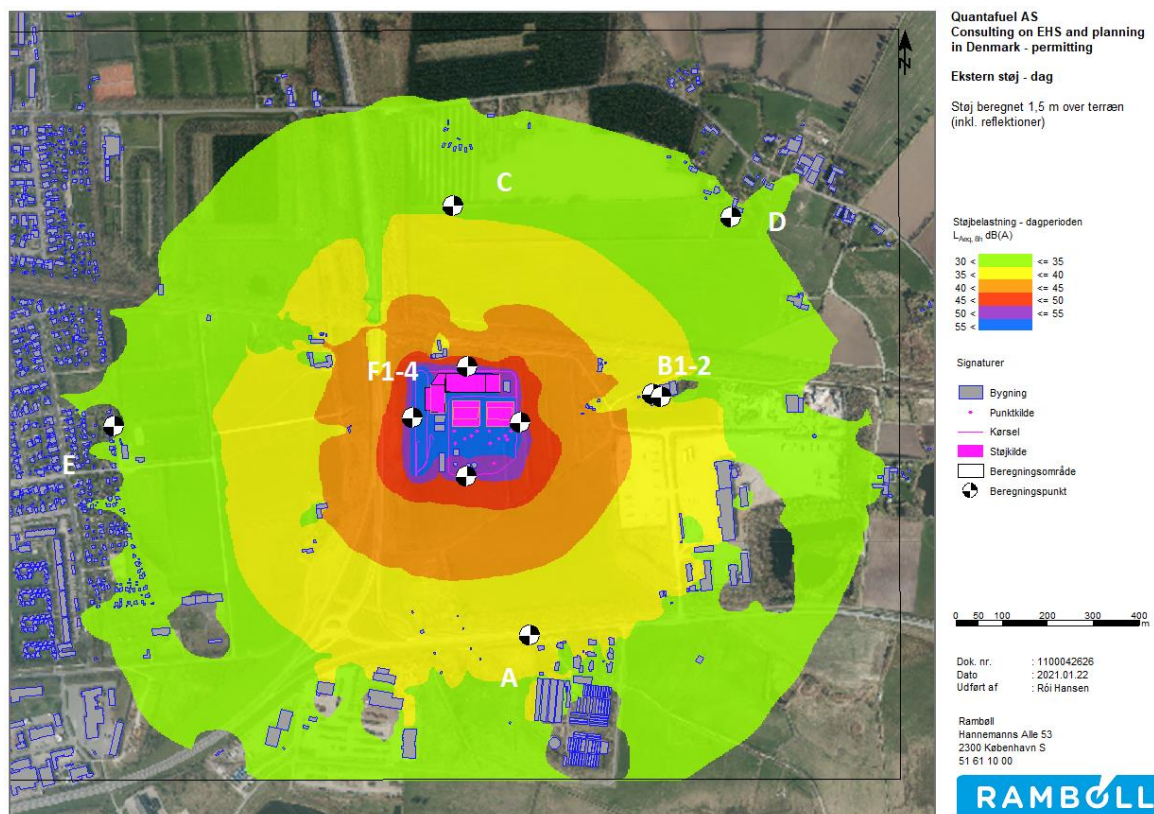 Quantafuel AS
Consulting on EHS and planning
in Denmark - permitting
Ekstern støj - dag
Støj beregnet 1,5 m over terræn
(inkl. reflektioner)
N
C
D
F1-4
B1-2
E
A
Støjbelastning - dagperioden
LAeq, 8h dB(A)
30 < <= 35
35 < <= 40
40 < <= 45
45 < <= 50
50 < <= 55
55 <
Signaturer
Bygning
Punktkilde
Kørsel
Støjkilde
Beregningsområde
Beregningspunkt
0 50 100 200 300 400
m
Dok. nr. : 1100042626
Dato : 2021.01.22
Udført af : Rói Hansen
Rambøll
Hannemanns Alle 53
2300 København S
51 61 10 00
RAMBOLL